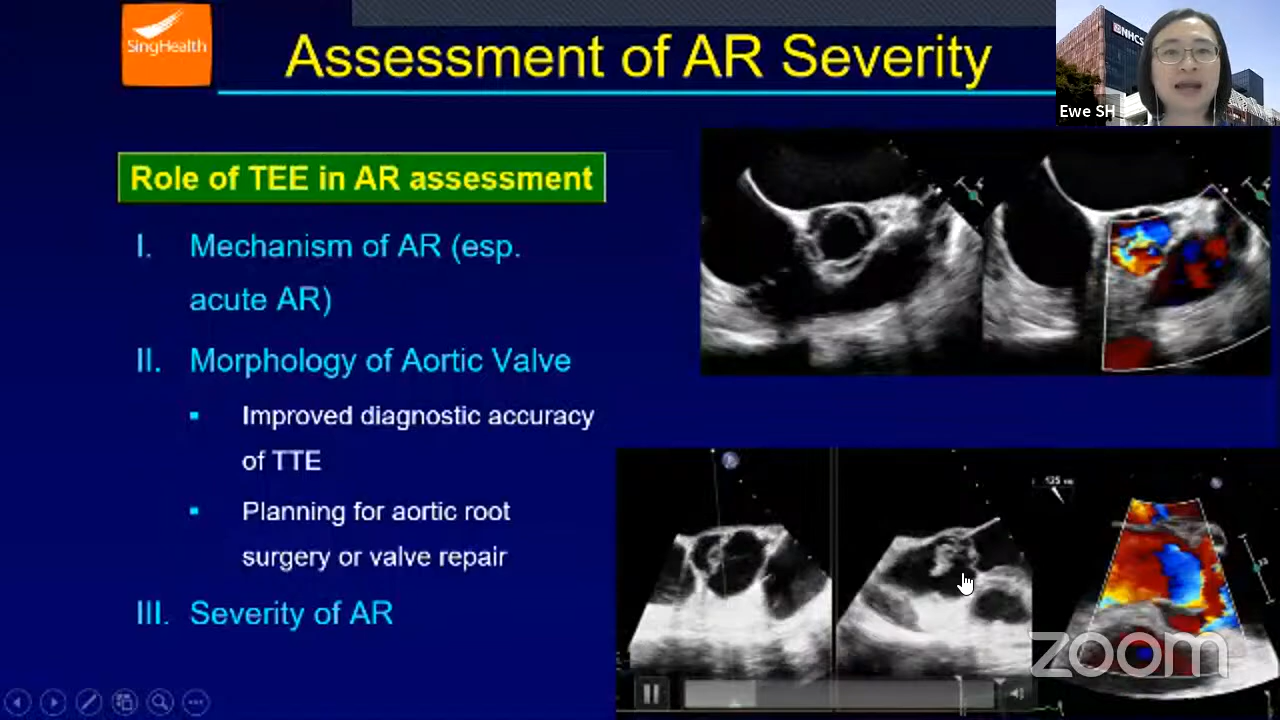 SingHealth
Assessment of AR Severity
NHCS
Ewe SH
Role of TEE in AR assessment
I. Mechanism of AR (esp.
acute AR)
II. Morphology of Aortic Valve
▪ Improved diagnostic accuracy
of TTE
▪ Planning for aortic root
surgery or valve repair
III. Severity of AR
zoom